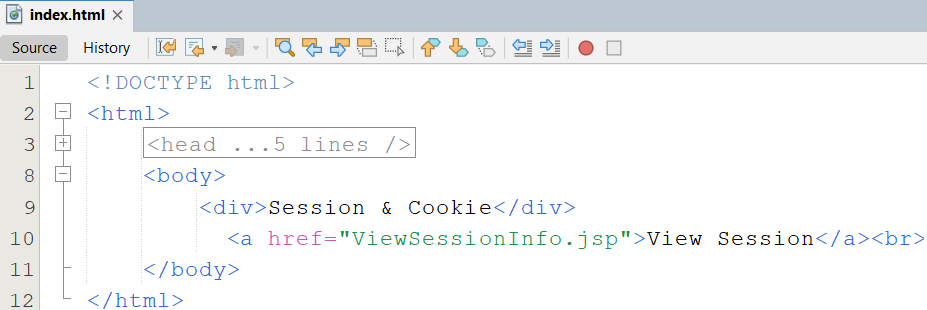 index.html
Source History
1 <!DOCTYPE html>
2 <html>
3 <head ...5 lines />
8 <body>
9 <div>Session & Cookie</div>
10 <a href="ViewSessionInfo.jsp">View Session</a><br>
11 </body>
12 </html>